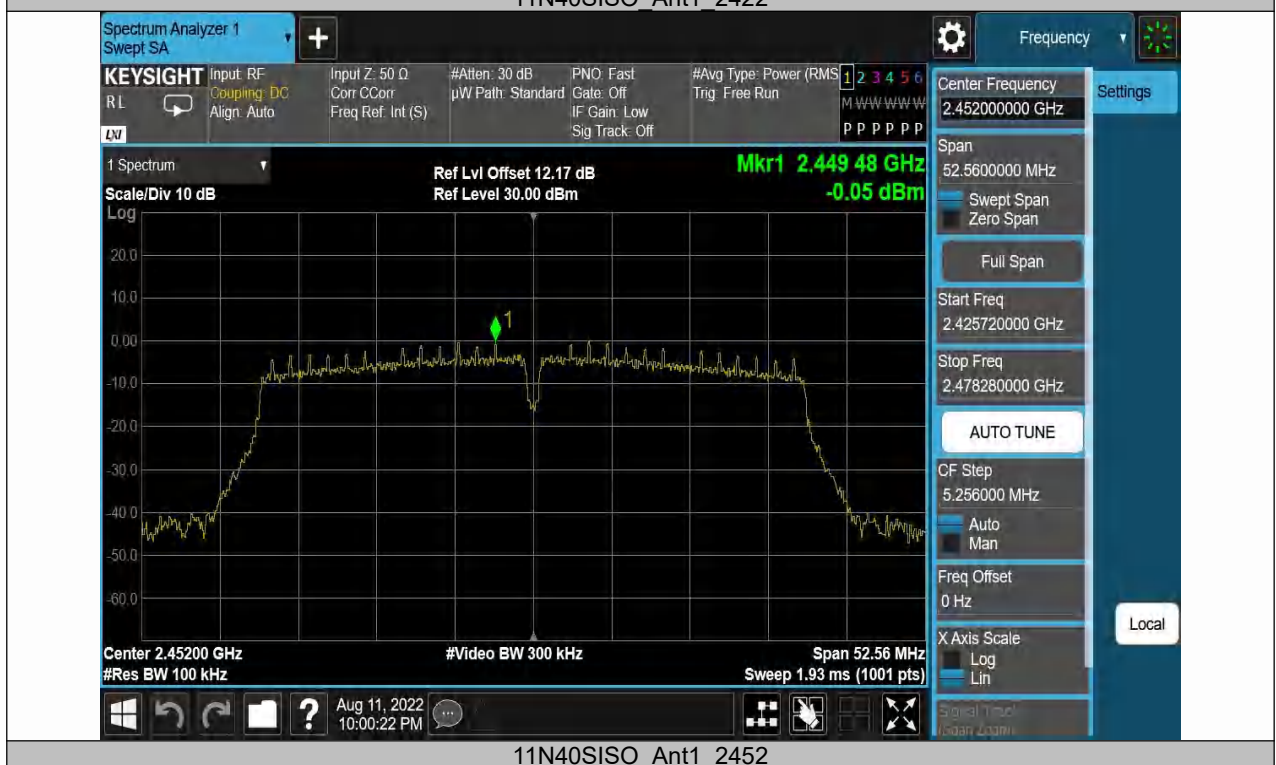 11N40SISO_Ant1_2422
Spectrum Analyzer 1
Swept SA
+
Frequency
KEYSIGHT
RL
LXI
Input: RF
Coupling: DC
Align: Auto
Input Z: 50 Ω
Corr CCorr
Freq Ref: Int (S)
#Atten: 30 dB
µW Path: Standard
PNO: Fast
Gate: Off
IF Gain: Low
Sig Track: Off
#Avg Type: Power (RMS
Trig: Free Run
1 2 3 4 5 6
M W W W W W
P P P P P P
Center Frequency
2.452000000 GHz
Settings
1 Spectrum
Scale/Div 10 dB
Log
Ref Lvl Offset 12.17 dB
Ref Level 30.00 dBm
Mkr1 2.449 48 GHz
-0.05 dBm
Span
52.5600000 MHz
Swept Span
Zero Span
Full Span
Start Freq
2.425720000 GHz
Stop Freq
2.478280000 GHz
AUTO TUNE
CF Step
5.256000 MHz
Auto
Man
Freq Offset
0 Hz
X Axis Scale
Log
Lin
Signal Track
(Span Zoom)
Local
20.0
10.0
0.00
-10.0
-20.0
-30.0
-40.0
-50.0
-60.0
1
Center 2.45200 GHz
#Res BW 100 kHz
#Video BW 300 kHz
Span 52.56 MHz
Sweep 1.93 ms (1001 pts)
?
Aug 11, 2022
10:00:22 PM
11N40SISO_Ant1_2452